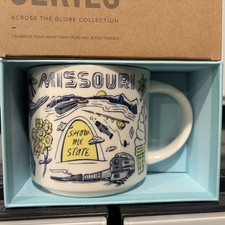 SERIES
ACROSS THE GLOBE COLLECTION
MISSOURI
SHOW
ME
STATE